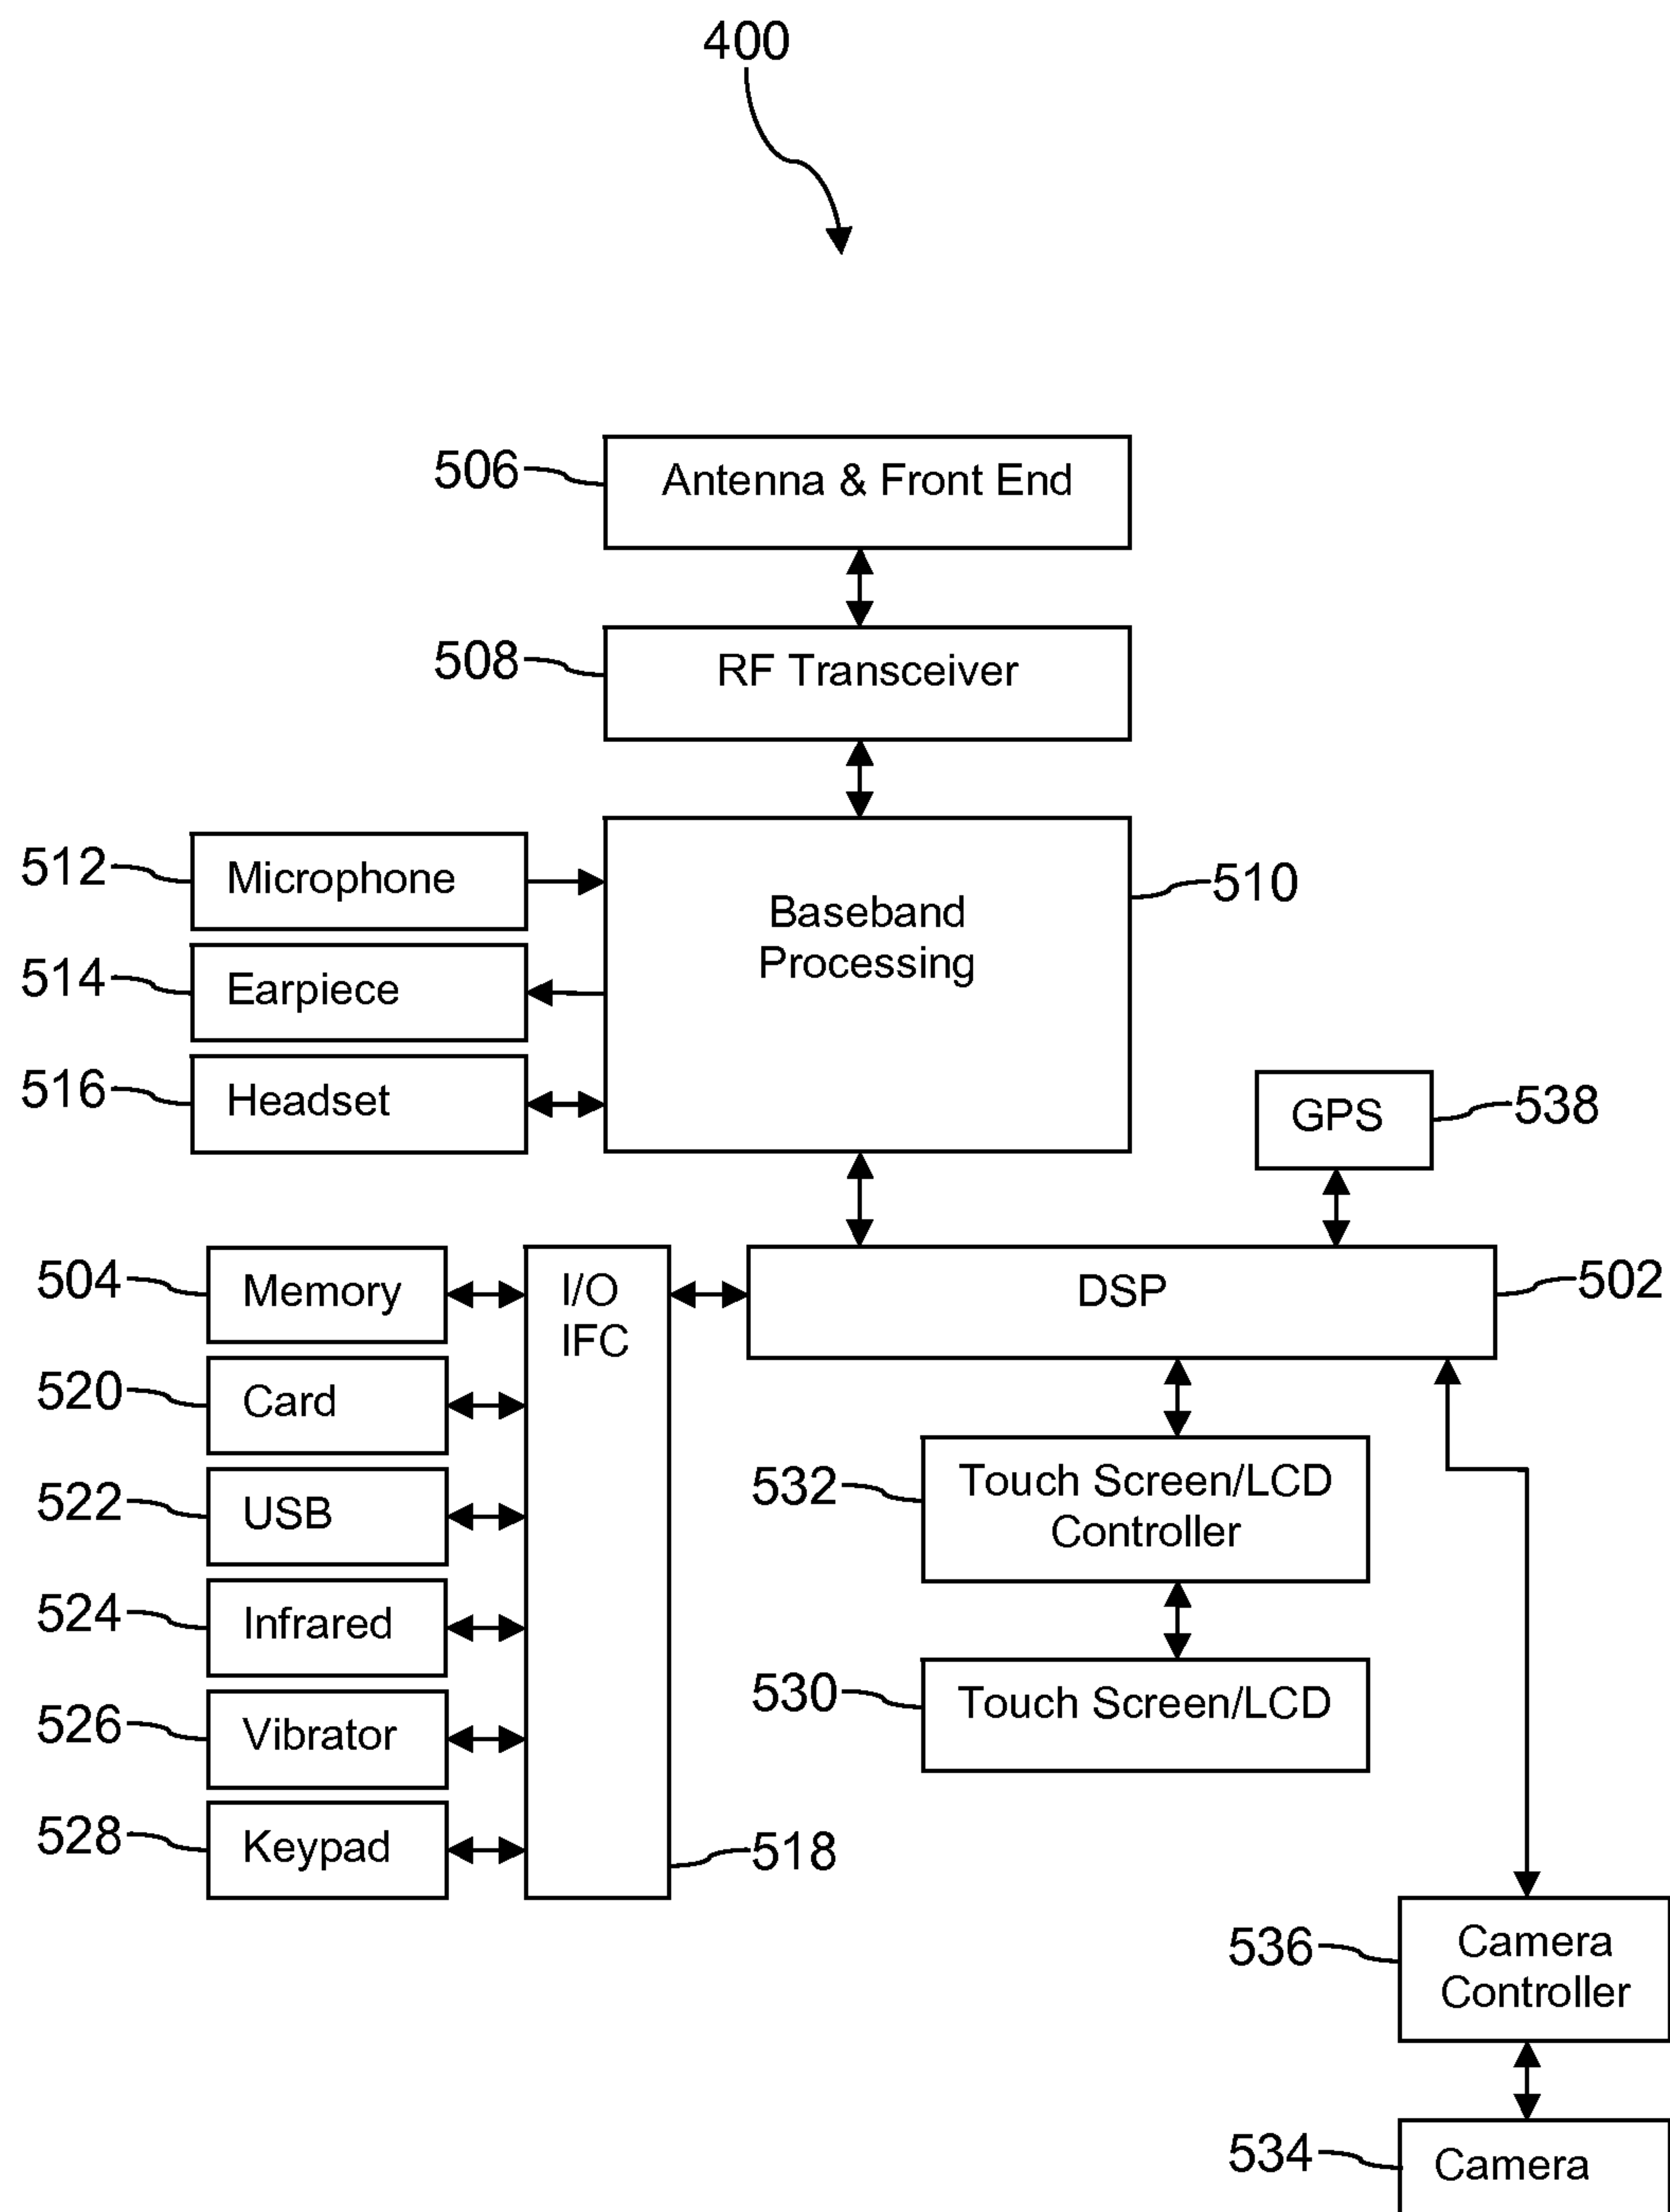 400
506 Antenna & Front End
508 RF Transceiver
512 Microphone
Baseband
Processing
510
514 Earpiece
516 Headset
GPS 538
504 Memory
I/O
IFC
DSP 502
520 Card
522 USB
532 Touch Screen/LCD
Controller
524 Infrared
530 Touch Screen/LCD
526 Vibrator
528 Keypad
518
536 Camera
Controller
534 Camera